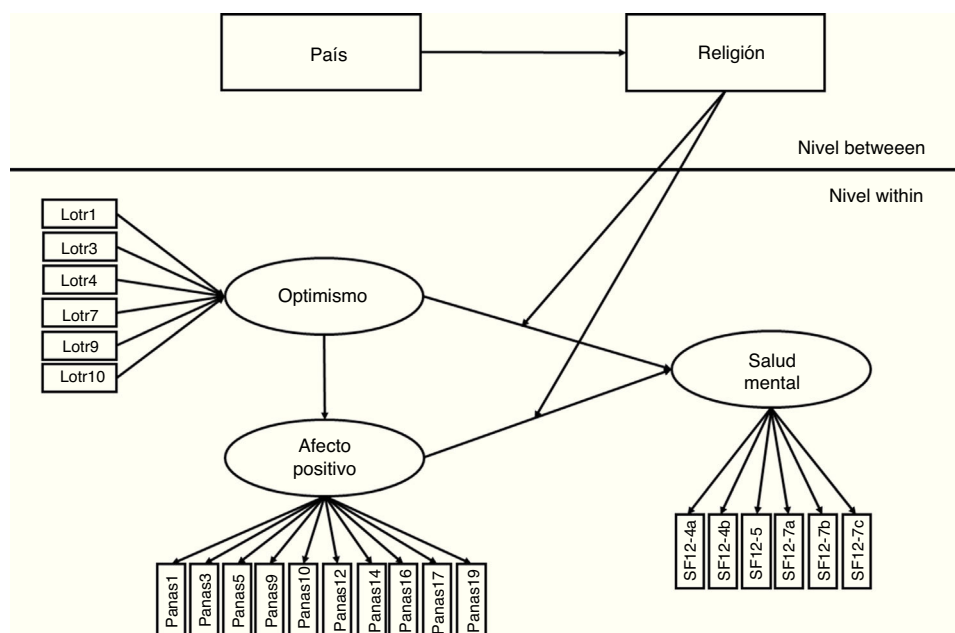 País
Religión
Nivel betweeen
Nivel within
Lotr1
Lotr3
Lotr4
Lotr7
Lotr9
Lotr10
Optimismo
Salud
mental
Afecto
positivo
SF12-4a
SF12-4b
SF12-5
SF12-7a
SF12-7b
SF12-7c
Panas1
Panas3
Panas5
Panas9
Panas10
Panas12
Panas14
Panas16
Panas17
Panas19